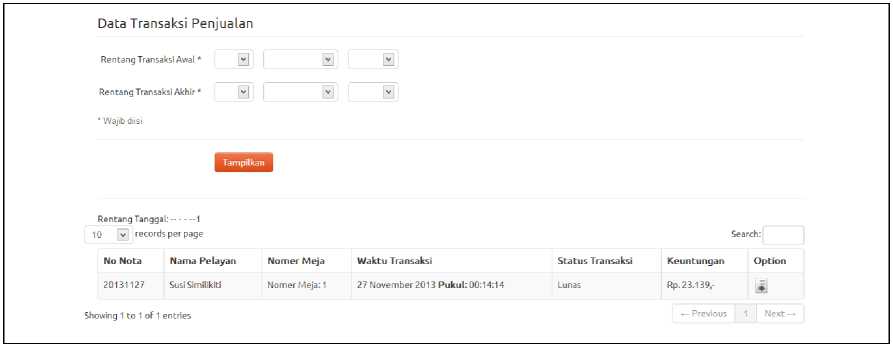 Data Transaksi Penjualan
Rentang Transaksi Awal *
Rentang Transaksi Akhir *
* Wajib diisi
Tampilkan
Rentang Tanggal: -- - - --1
10 records per page Search:
No Nota Nama Pelayan Nomer Meja Waktu Transaksi Status Transaksi Keuntungan Option
20131127 Susi Similikiti Nomer Meja: 1 27 November 2013 Pukul: 00:14:14 Lunas Rp. 23.139,-
Showing 1 to 1 of 1 entries ← Previous 1 Next →